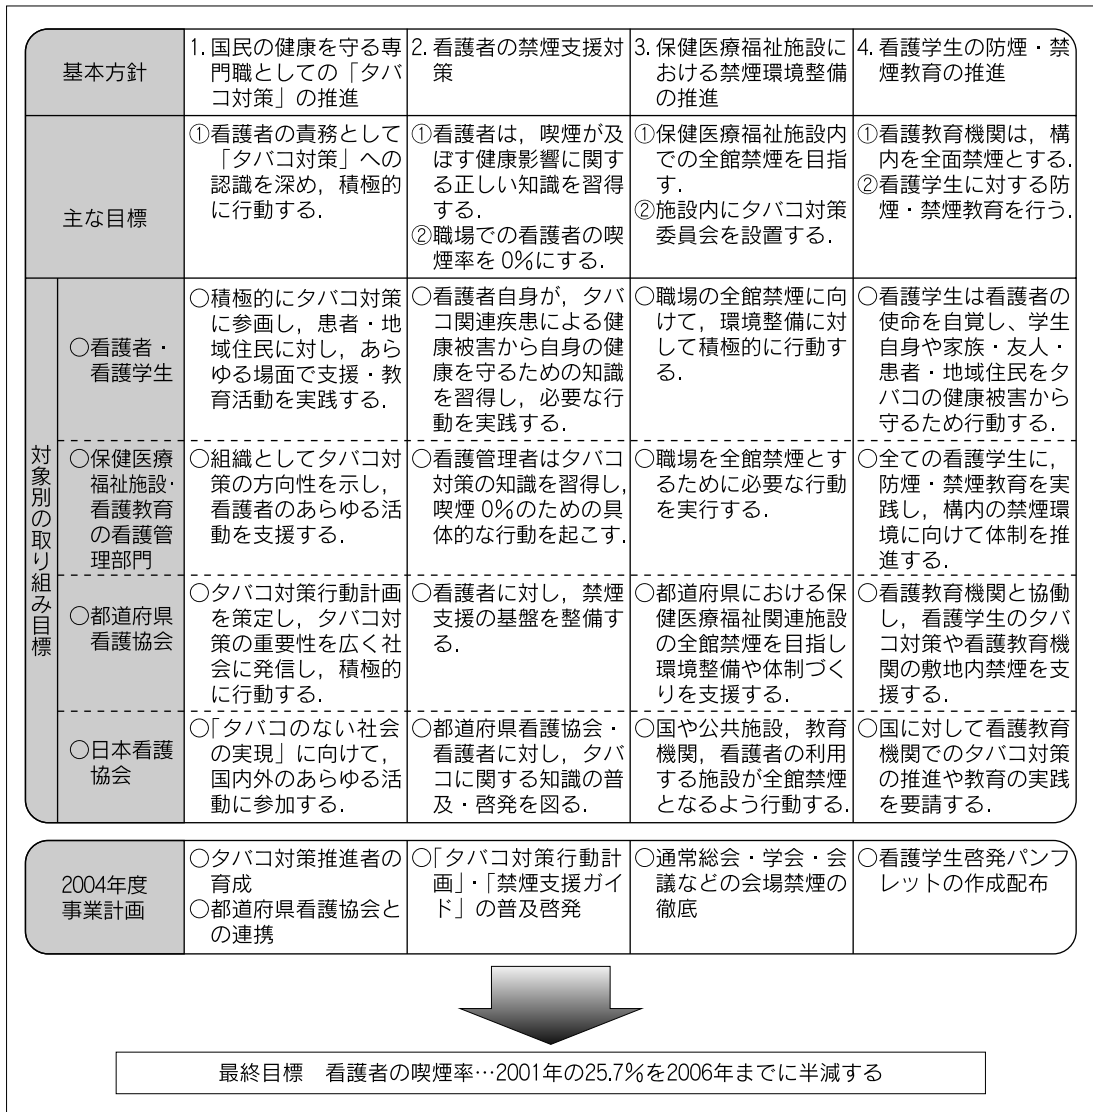 基本方針
1. 国民の健康を守る専
門職としての「タバ
コ対策」の推進
2. 看護者の禁煙支援対
策
3. 保健医療福祉施設に
おける禁煙環境整備
の推進
4. 看護学生の防煙・禁
煙教育の推進
主な目標
①看護者の責務として
「タバコ対策」への
認識を深め，積極的
に行動する．
①看護者は，喫煙が及
ぼす健康影響に関す
る正しい知識を習得
する．
②職場での看護者の喫
煙率を 0％にする．
①保健医療福祉施設内
での全館禁煙を目指
す．
②施設内にタバコ対策
委員会を設置する．
①看護教育機関は，構
内を全面禁煙とする．
②看護学生に対する防
煙・禁煙教育を行う．
対象別の取り組み目標
○看護者・
看護学生
○積極的にタバコ対策
に参画し，患者・地
域住民に対し，あら
ゆる場面で支援・教
育活動を実践する．
○看護者自身が，タバ
コ関連疾患による健
康被害から自身の健
康を守るための知識
を習得し，必要な行
動を実践する．
○職場の全館禁煙に向
けて，環境整備に対
して積極的に行動す
る．
○看護学生は看護者の
使命を自覚し、学生
自身や家族・友人・
患者・地域住民をタ
バコの健康被害から
守るため行動する．
○保健医療
福祉施設・
看護教育
の看護管
理部門
○組織としてタバコ対
策の方向性を示し，
看護者のあらゆる活
動を支援する．
○看護管理者はタバコ
対策の知識を習得し，
喫煙 0％のための具
体的な行動を起こす．
○職場を全館禁煙とす
るために必要な行動
を実行する．
○全ての看護学生に，
防煙・禁煙教育を実
践し，構内の禁煙環
境に向けて体制を推
進する．
○都道府県
看護協会
○タバコ対策行動計画
を策定し，タバコ対
策の重要性を広く社
会に発信し，積極的
に行動する．
○看護者に対し，禁煙
支援の基盤を整備す
る．
○都道府県における保
健医療福祉関連施設
の全館禁煙を目指し
環境整備や体制づく
りを支援する．
○看護教育機関と協働
し，看護学生のタバ
コ対策や看護教育機
関の敷地内禁煙を支
援する．
○日本看護
協会
○「タバコのない社会
の実現」に向けて，
国内外のあらゆる活
動に参加する．
○都道府県看護協会・
看護者に対し，タバ
コに関する知識の普
及・啓発を図る．
○国や公共施設，教育
機関，看護者の利用
する施設が全館禁煙
となるよう行動する．
○国に対して看護教育
機関でのタバコ対策
の推進や教育の実践
を要請する．
2004年度
事業計画
○タバコ対策推進者の
育成
○都道府県看護協会と
の連携
○「タバコ対策行動計
画」・「禁煙支援ガイ
ド」の普及啓発
○通常総会・学会・会
議などの会場禁煙の
徹底
○看護学生啓発パンフ
レットの作成配布
最終目標　看護者の喫煙率…2001年の25.7％を2006年までに半減する